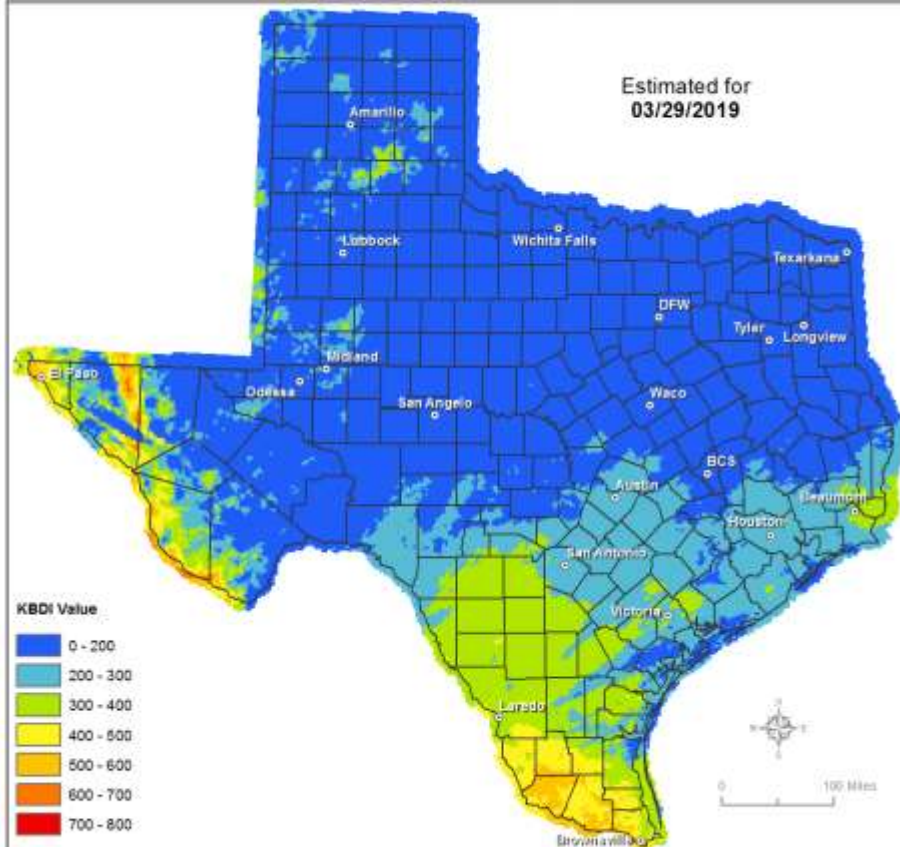 Estimated for
03/29/2019
Amarillo
Lubbock
Wichita Falls
Texarkana
DFW
Tyler
Longview
Midland
El Paso
Odessa
San Angelo
Waco
BCS
Austin
Beaumont
Houston
San Antonio
Victoria
Laredo
Brownsville
KBDI Value
0 - 200
200 - 300
300 - 400
400 - 500
500 - 600
600 - 700
700 - 800
0 100 Miles